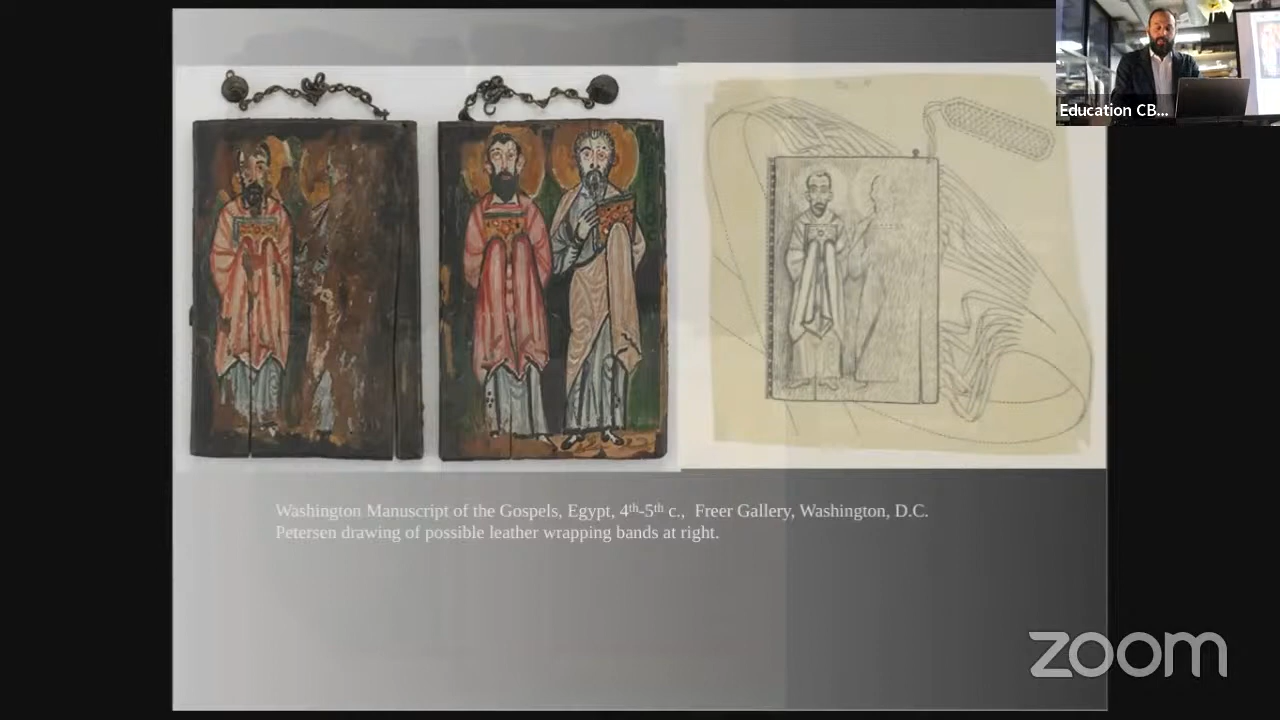 Education CB...
Washington Manuscript of the Gospels, Egypt, 4th-5th c., Freer Gallery, Washington, D.C.
Petersen drawing of possible leather wrapping bands at right.
zoom